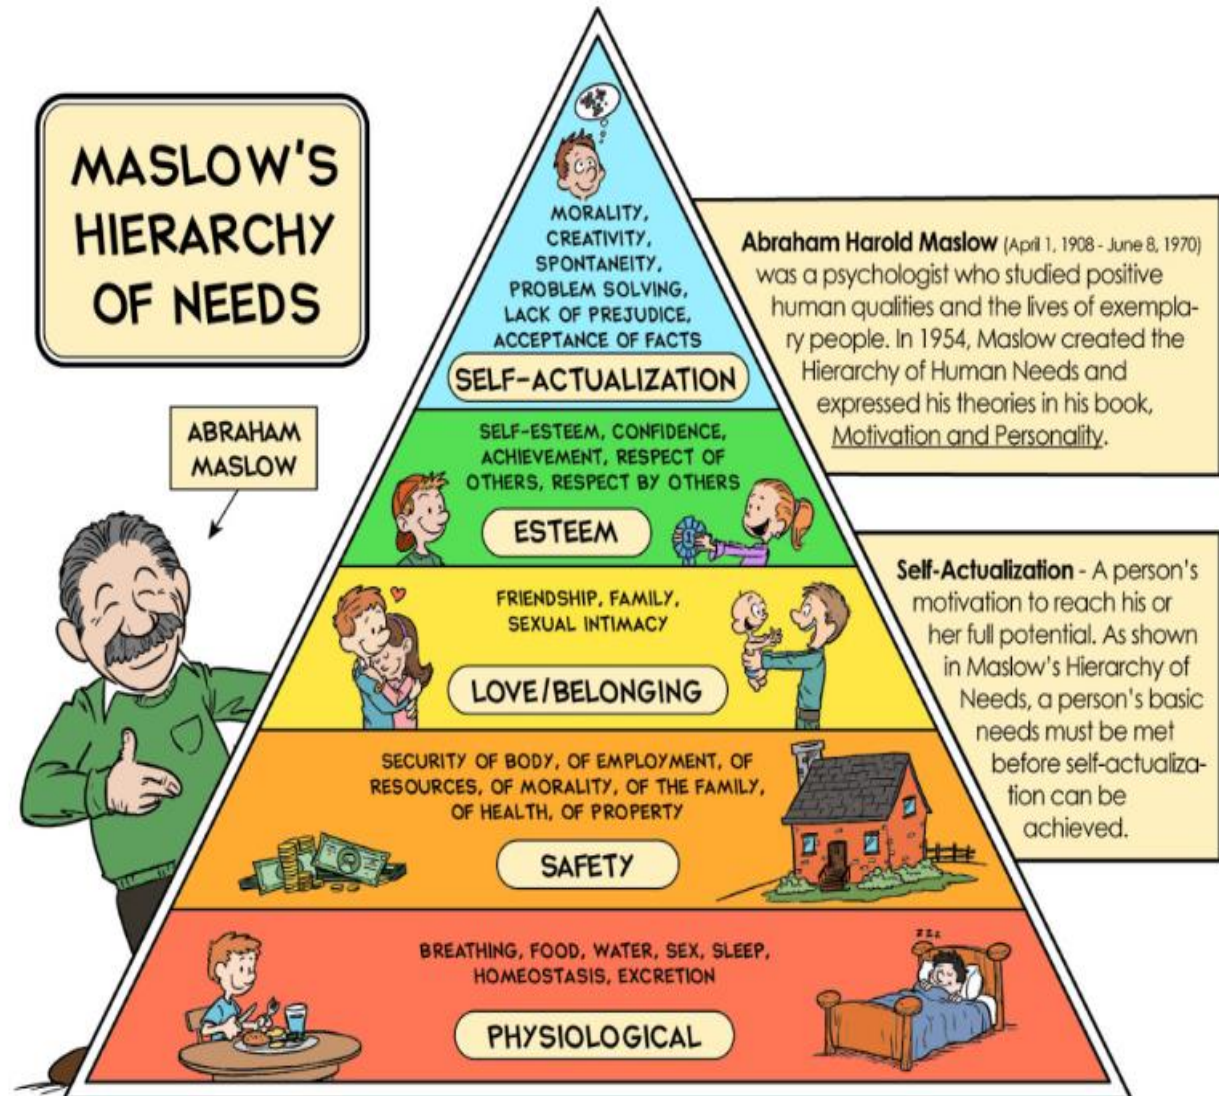 MASLOW'S
HIERARCHY
OF NEEDS
ABRAHAM
MASLOW
MORALITY,
CREATIVITY,
SPONTANEITY,
PROBLEM SOLVING,
LACK OF PREJUDICE,
ACCEPTANCE OF FACTS
SELF-ACTUALIZATION
SELF-ESTEEM, CONFIDENCE,
ACHIEVEMENT, RESPECT OF
OTHERS, RESPECT BY OTHERS
ESTEEM
1
FRIENDSHIP, FAMILY,
SEXUAL INTIMACY
LOVE/BELONGING
SECURITY OF BODY, OF EMPLOYMENT, OF
RESOURCES, OF MORALITY, OF THE FAMILY,
OF HEALTH, OF PROPERTY
SAFETY
BREATHING, FOOD, WATER, SEX, SLEEP,
HOMEOSTASIS, EXCRETION
PHYSIOLOGICAL
zzz
Abraham Harold Maslow (April 1, 1908 - June 8, 1970)
was a psychologist who studied positive
human qualities and the lives of exempla-
ry people. In 1954, Maslow created the
Hierarchy of Human Needs and
expressed his theories in his book,
Motivation and Personality.
Self-Actualization - A person's
motivation to reach his or
her full potential. As shown
in Maslow's Hierarchy of
Needs, a person's basic
needs must be met
before self-actualiza-
tion can be
achieved.